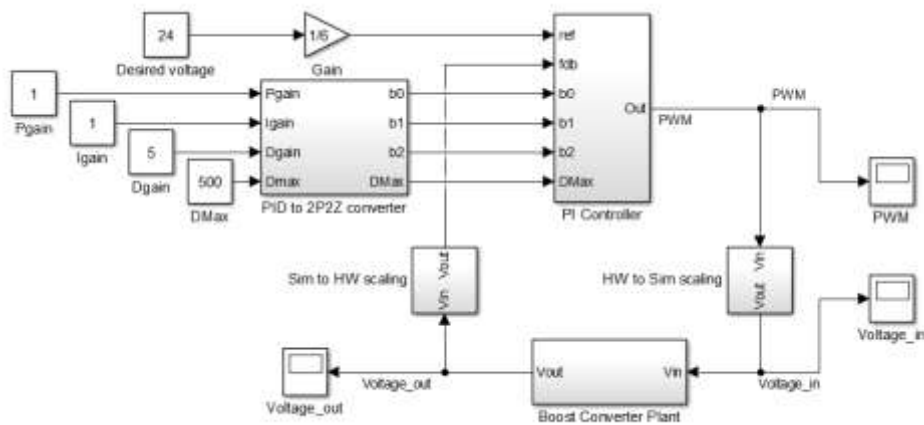 24
Desired voltage
1/6
Gain
1
Pgain
1
Igain
5
Dgain
500
DMax
Pgain
Igain
Dgain
Dmax
b0
b1
b2
DMax
PID to 2P2Z converter
ref
fdb
b0
b1
b2
DMax
Out
PI Controller
PWM
PWM
PWM
Sim to HW scaling
Vout
Vin
HW to Sim scaling
Vin
Vout
Voltage_in
Voltage_out
Voltage_out
Vout
Vin
Boost Converter Plant
Voltage_in